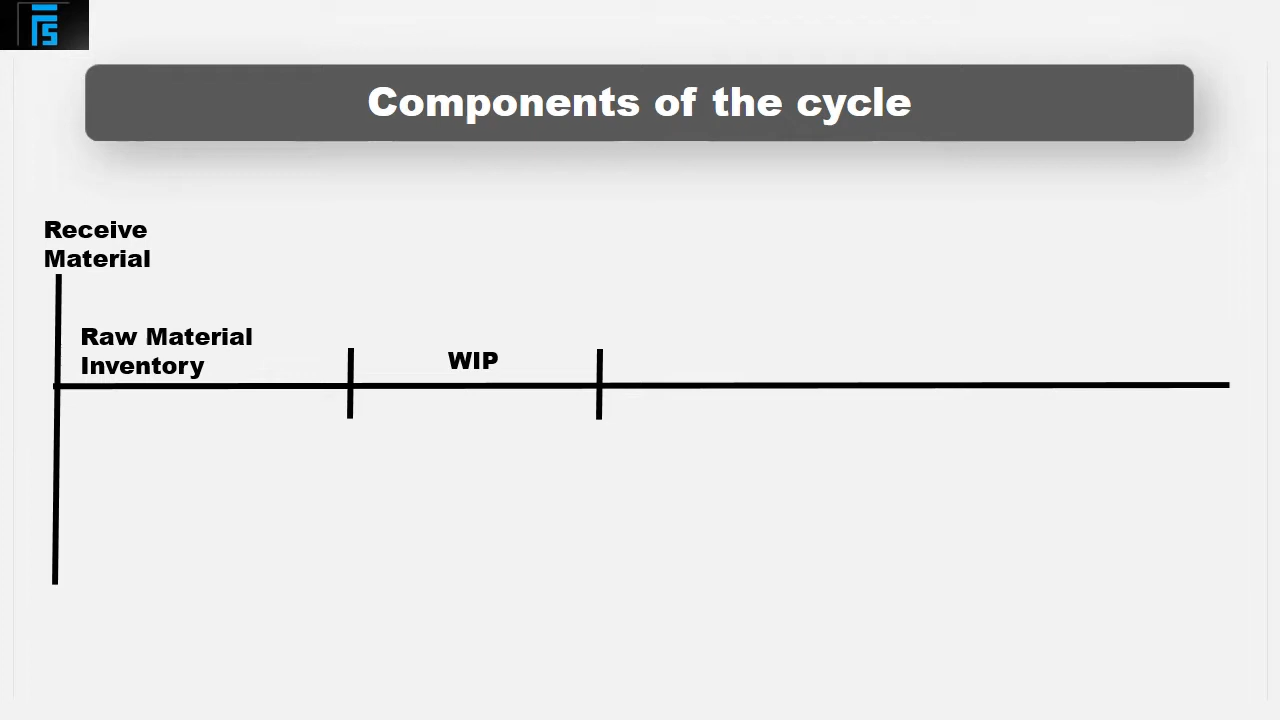 Components of the cycle
Receive
Material
Raw Material
Inventory
WIP